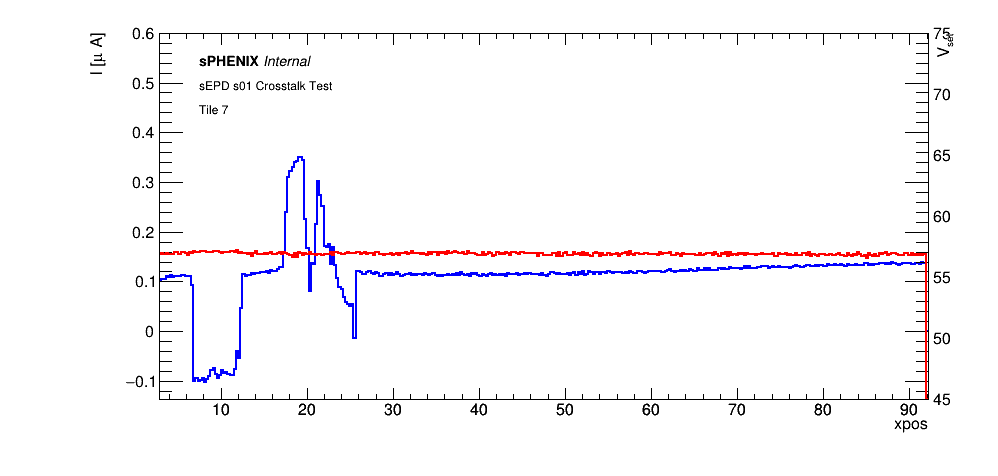 0.6
0.5
0.4
0.3
0.2
0.1
0
−0.1
I [μ A]
sPHENIX Internal
sEPD s01 Crosstalk Test
Tile 7
75
70
65
60
55
50
45
V_set
10 20 30 40 50 60 70 80 90
xpos